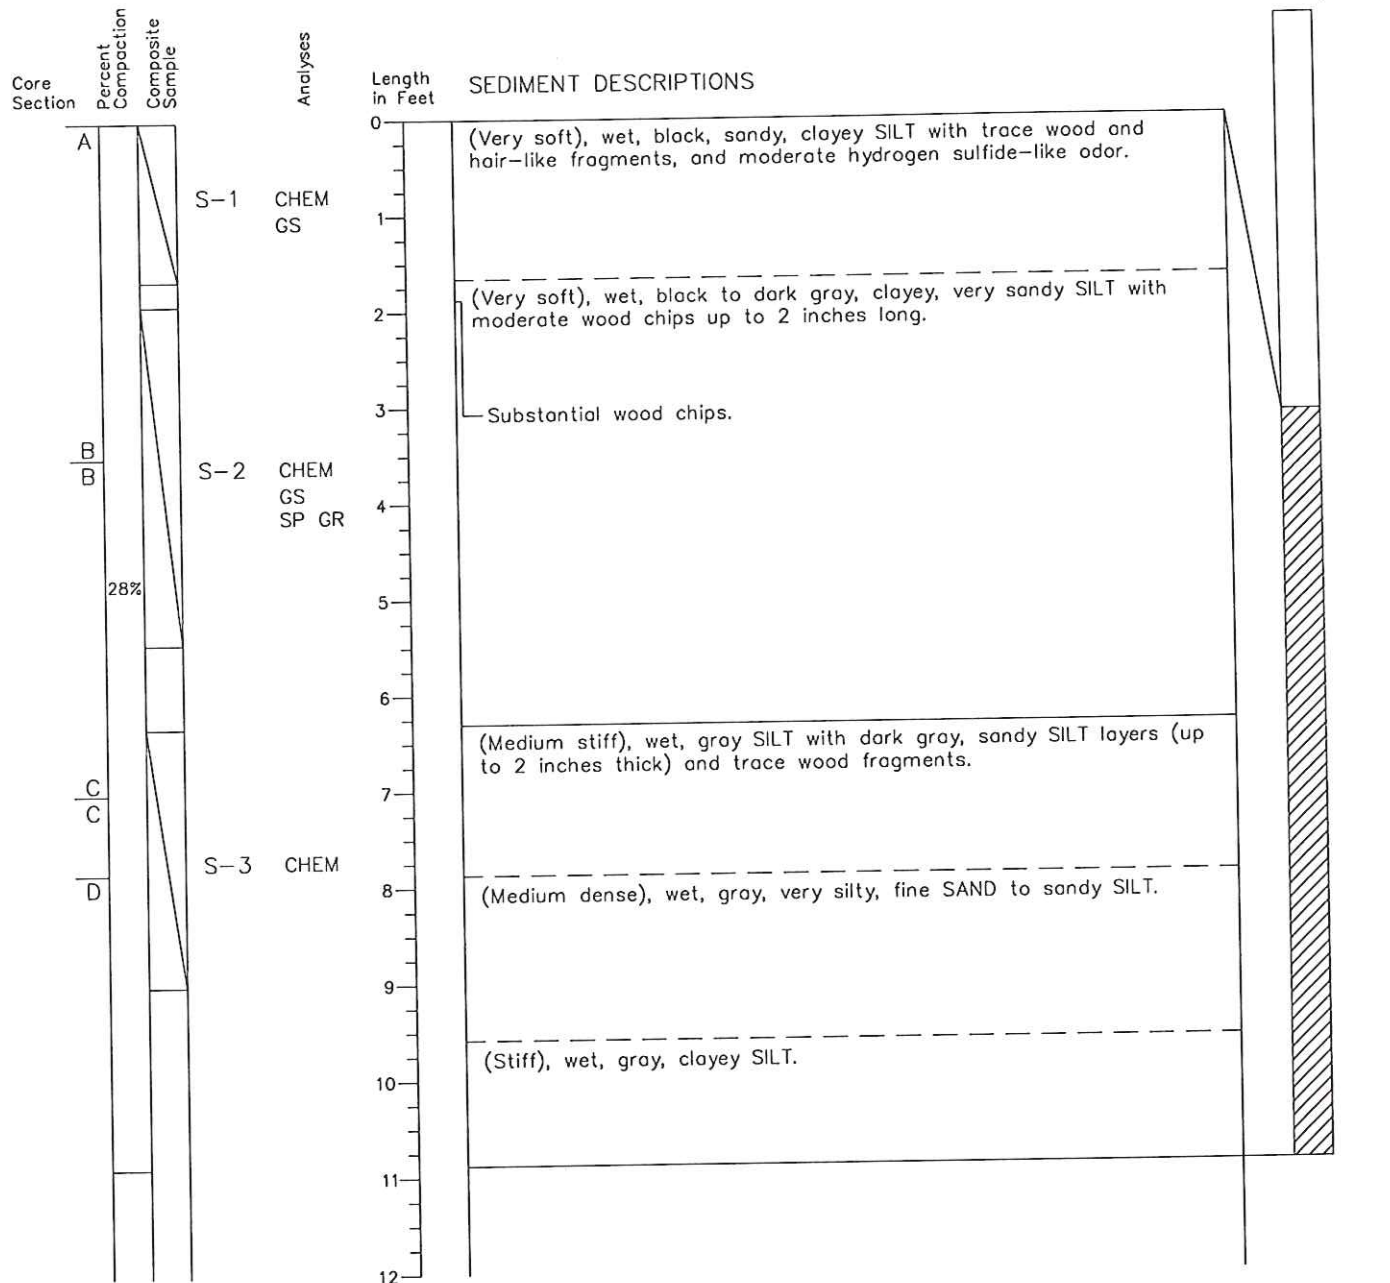 Core
Section
Percent
Compaction
Composite
Sample
Analyses
Length
in Feet
SEDIMENT DESCRIPTIONS
0
A
(Very soft), wet, black, sandy, clayey SILT with trace wood and
hair-like fragments, and moderate hydrogen sulfide-like odor.
S-1 CHEM
GS
1
(Very soft), wet, black to dark gray, clayey, very sandy SILT with
moderate wood chips up to 2 inches long.
2
3
Substantial wood chips.
B
B
S-2 CHEM
GS
SP GR
4
28%
5
6
(Medium stiff), wet, gray SILT with dark gray, sandy SILT layers (up
to 2 inches thick) and trace wood fragments.
C
7
C
S-3 CHEM
D
8
(Medium dense), wet, gray, very silty, fine SAND to sandy SILT.
9
(Stiff), wet, gray, clayey SILT.
10
11
12